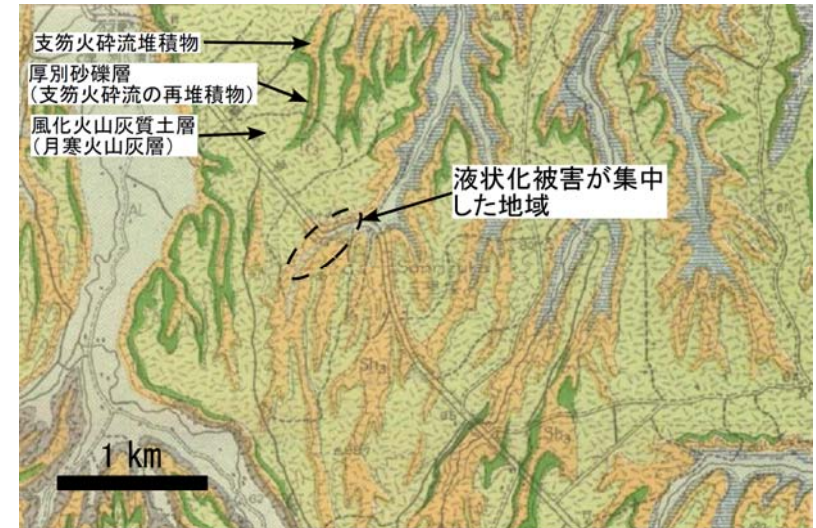 支笏火砕流堆積物
厚別砂礫層
(支笏火砕流の再堆積物)
風化火山灰質土層
(月寒火山灰層)
液状化被害が集中
した地域
Sh₃
Sh₃
1 km